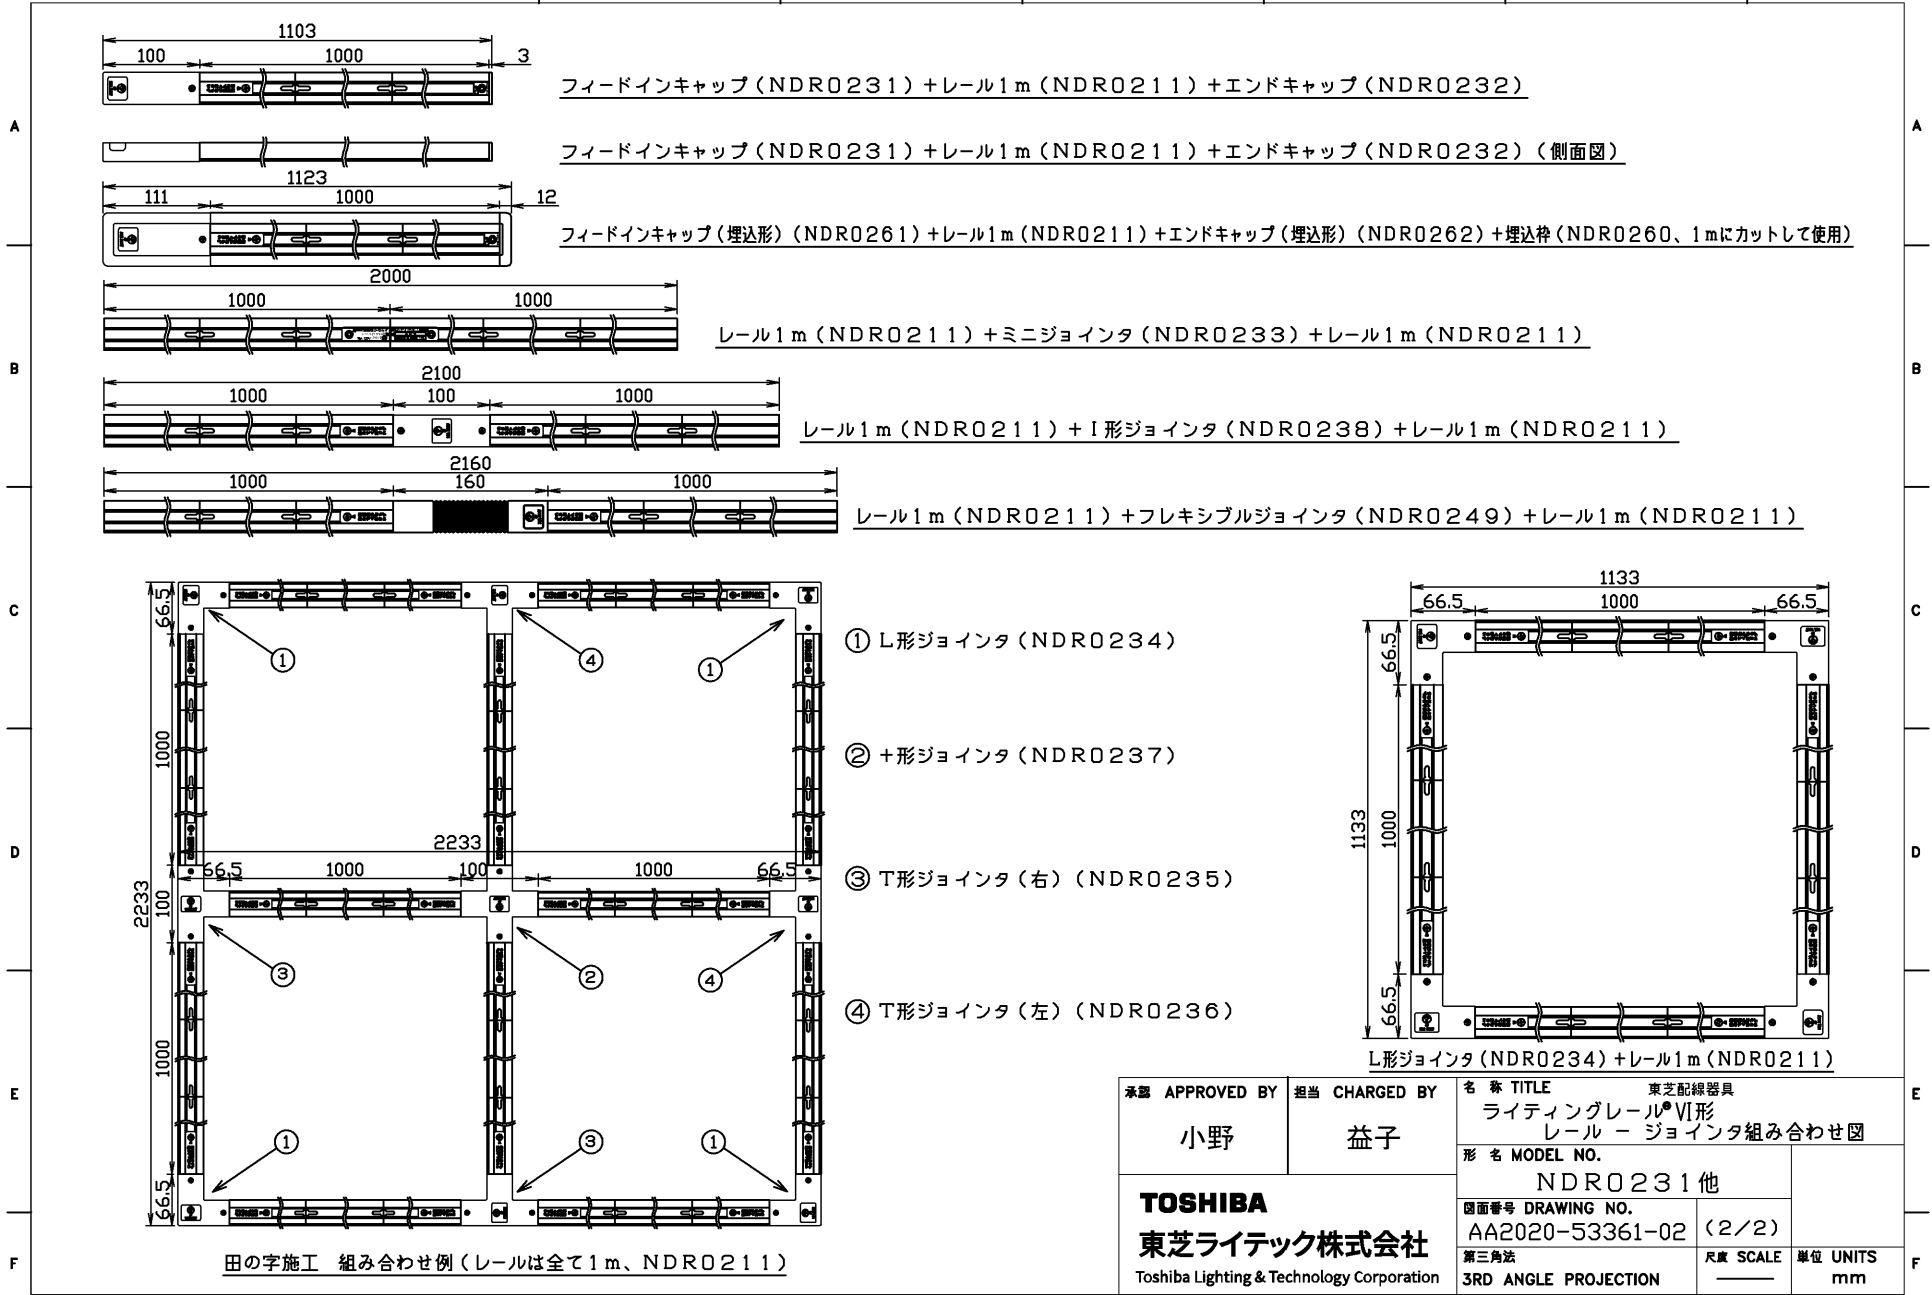 1103
100 1000 3
フィードインキャップ(NDR0231)+レール1m(NDR0211)+エンドキャップ(NDR0232)
A A
フィードインキャップ(NDR0231)+レール1m(NDR0211)+エンドキャップ(NDR0232)(側面図)
1123
111 1000 12
フィードインキャップ(埋込形)(NDR0261)+レール1m(NDR0211)+エンドキャップ(埋込形)(NDR0262)+埋込枠(NDR0260、1mにカットして使用)
2000
1000 1000
レール1m(NDR0211)+ミニジョインタ(NDR0233)+レール1m(NDR0211)
B B
2100
1000 100 1000
レール1m(NDR0211)+I形ジョインタ(NDR0238)+レール1m(NDR0211)
2160
1000 160 1000
レール1m(NDR0211)+フレキシブルジョインタ(NDR0249)+レール1m(NDR0211)
C C
66.5
1000
2233
100
1000
66.5
① ④ ①
2233
66.5 1000 100 1000 66.5
③ ② ④
① ③ ①
田の字施工 組み合わせ例(レールは全て1m、NDR0211)
① L形ジョインタ(NDR0234)
② +形ジョインタ(NDR0237)
③ T形ジョインタ(右)(NDR0235)
④ T形ジョインタ(左)(NDR0236)
1133
66.5 1000 66.5
66.5
1133
1000
66.5
L形ジョインタ(NDR0234)+レール1m(NDR0211)
D D
E E
承認 APPROVED BY
小野
担当 CHARGED BY
益子
名 称 TITLE 東芝配線器具
ライティングレール®VI形
レール - ジョインタ組み合わせ図
形 名 MODEL NO.
NDR0231他
TOSHIBA
東芝ライテック株式会社
Toshiba Lighting & Technology Corporation
図面番号 DRAWING NO.
AA2020-53361-02 (2/2)
第三角法
3RD ANGLE PROJECTION
尺度 SCALE
単位 UNITS
mm
F F